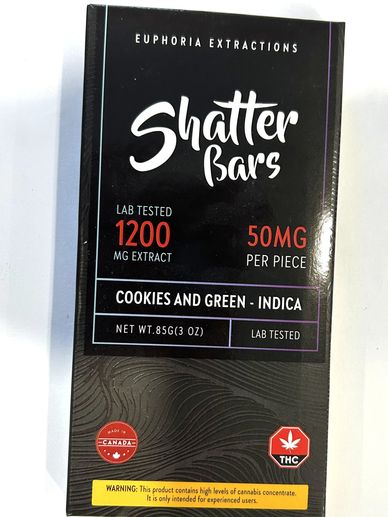 EUPHORIA EXTRACTIONS
Shatter
Bars
LAB TESTED
1200
MG EXTRACT
50MG
PER PIECE
COOKIES AND GREEN - INDICA
NET WT.85G(3 OZ)
LAB TESTED
MADE IN
CANADA
THC
WARNING: This product contains high levels of cannabis concentrate.
It is only intended for experienced users.